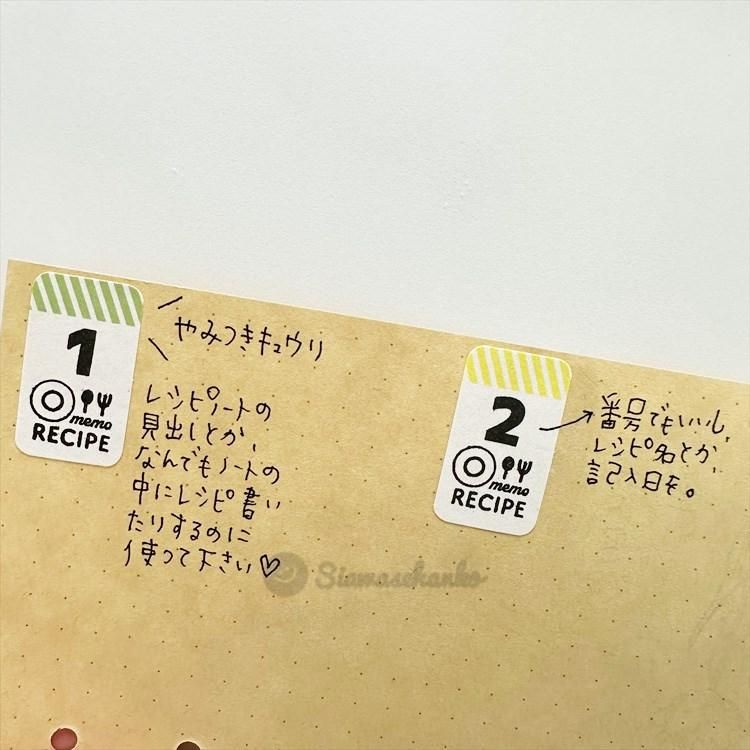 1
memo
RECIPE
やみつきキュウリ
レシピノートの
見出しとか、
なんでもノートの
中にレシピ書い
たりするのに
使って下さい♡
2
memo
RECIPE
番号でもいいし、
レシピ名とか、
記入日を。
Siawasekanko